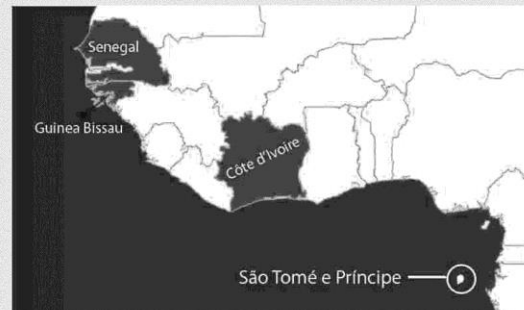 Senegal
Guinea Bissau
Côte d'Ivoire
São Tomé e Príncipe